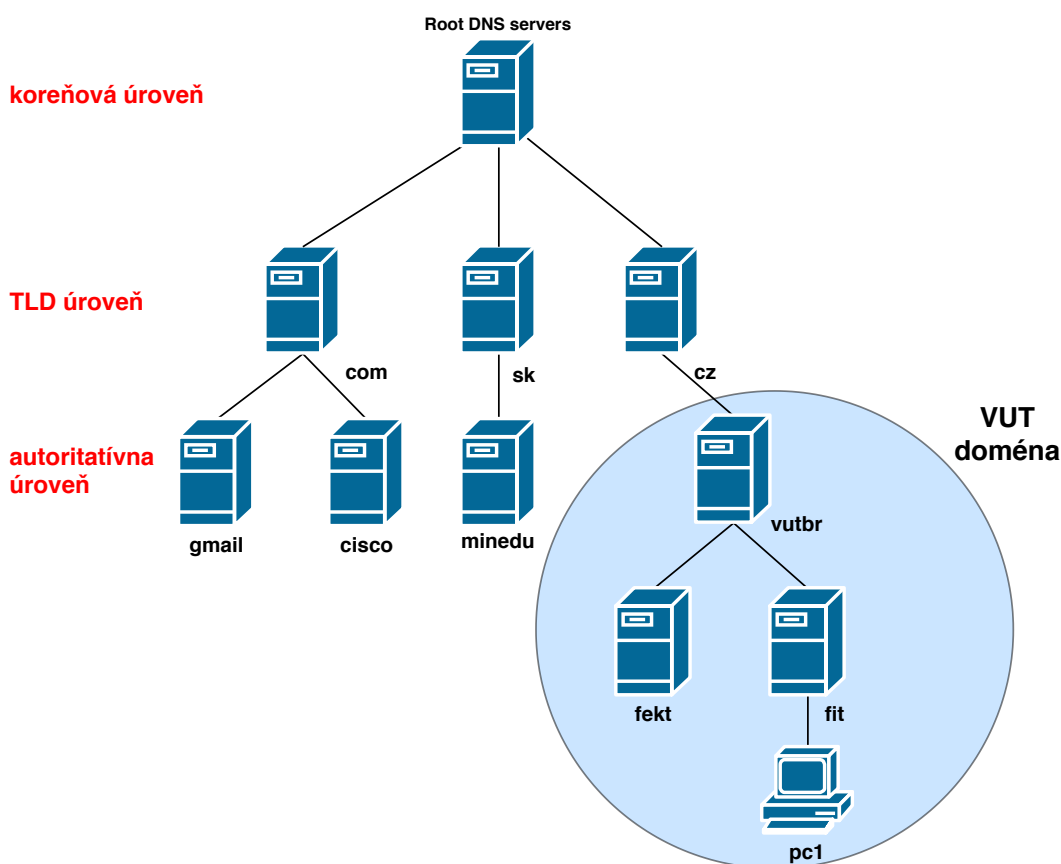 Root DNS servers
koreňová úroveň
TLD úroveň
com
sk
cz
VUT
doména
autoritatívna
úroveň
gmail
cisco
minedu
vutbr
fekt
fit
pc1